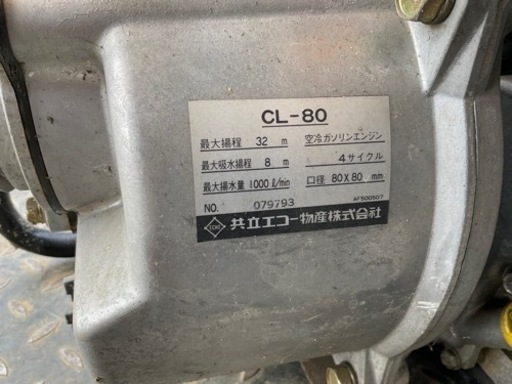 CL-80
最大揚程 32 m 空冷ガソリンエンジン
最大吸水揚程 8 m 4サイクル
最大揚水量 1000 ℓ/min 口径 80X80 mm
NO. 079793 AF500507
ECHO 共立エコー物産株式会社